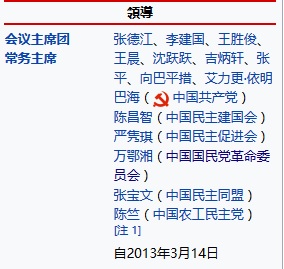 領導
会议主席团
常务主席
张德江、李建国、王胜俊、
王晨、沈跃跃、吉炳轩、张
平、向巴平措、艾力更·依明
巴海（中国共产党）
陈昌智（中国民主建国会）
严隽琪（中国民主促进会）
万鄂湘（中国国民党革命委
员会）
张宝文（中国民主同盟）
陈竺（中国农工民主党）
[注 1]
自2013年3月14日